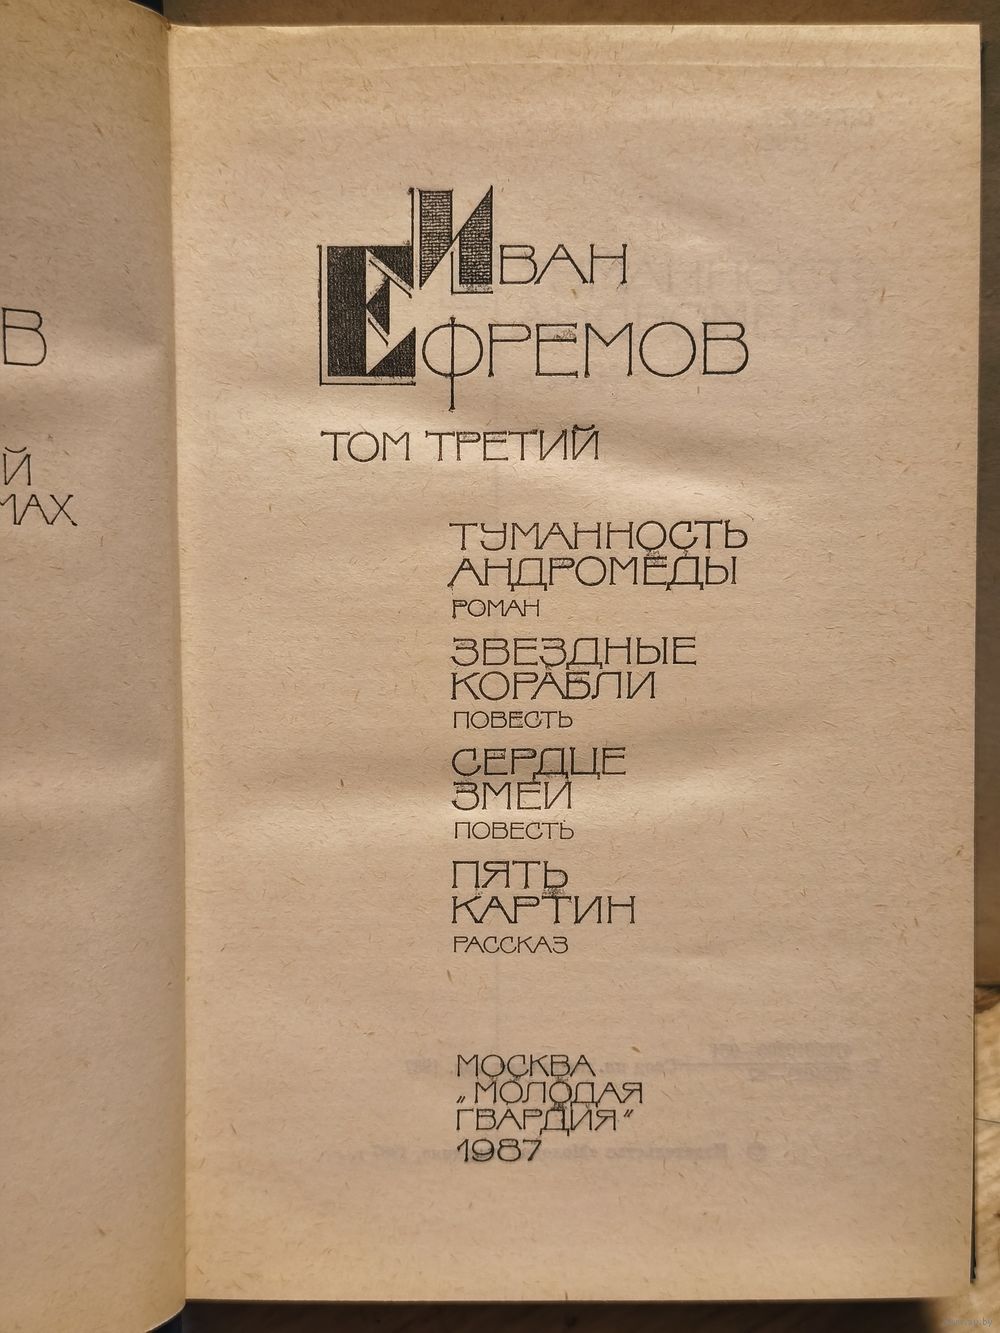 В
Й
МАХ
ИВАН
ЕФРЕМОВ
ТОМ ТРЕТИЙ
ТУМАННОСТЬ
АНДРОМЕДЫ
РОМАН
ЗВЕЗДНЫЕ
КОРАБЛИ
ПОВЕСТЬ
СЕРДЦЕ
ЗМЕИ
ПОВЕСТЬ
ПЯТЬ
КАРТИН
РАССКАЗ
МОСКВА
„МОЛОДАЯ
ГВАРДИЯ“
1987